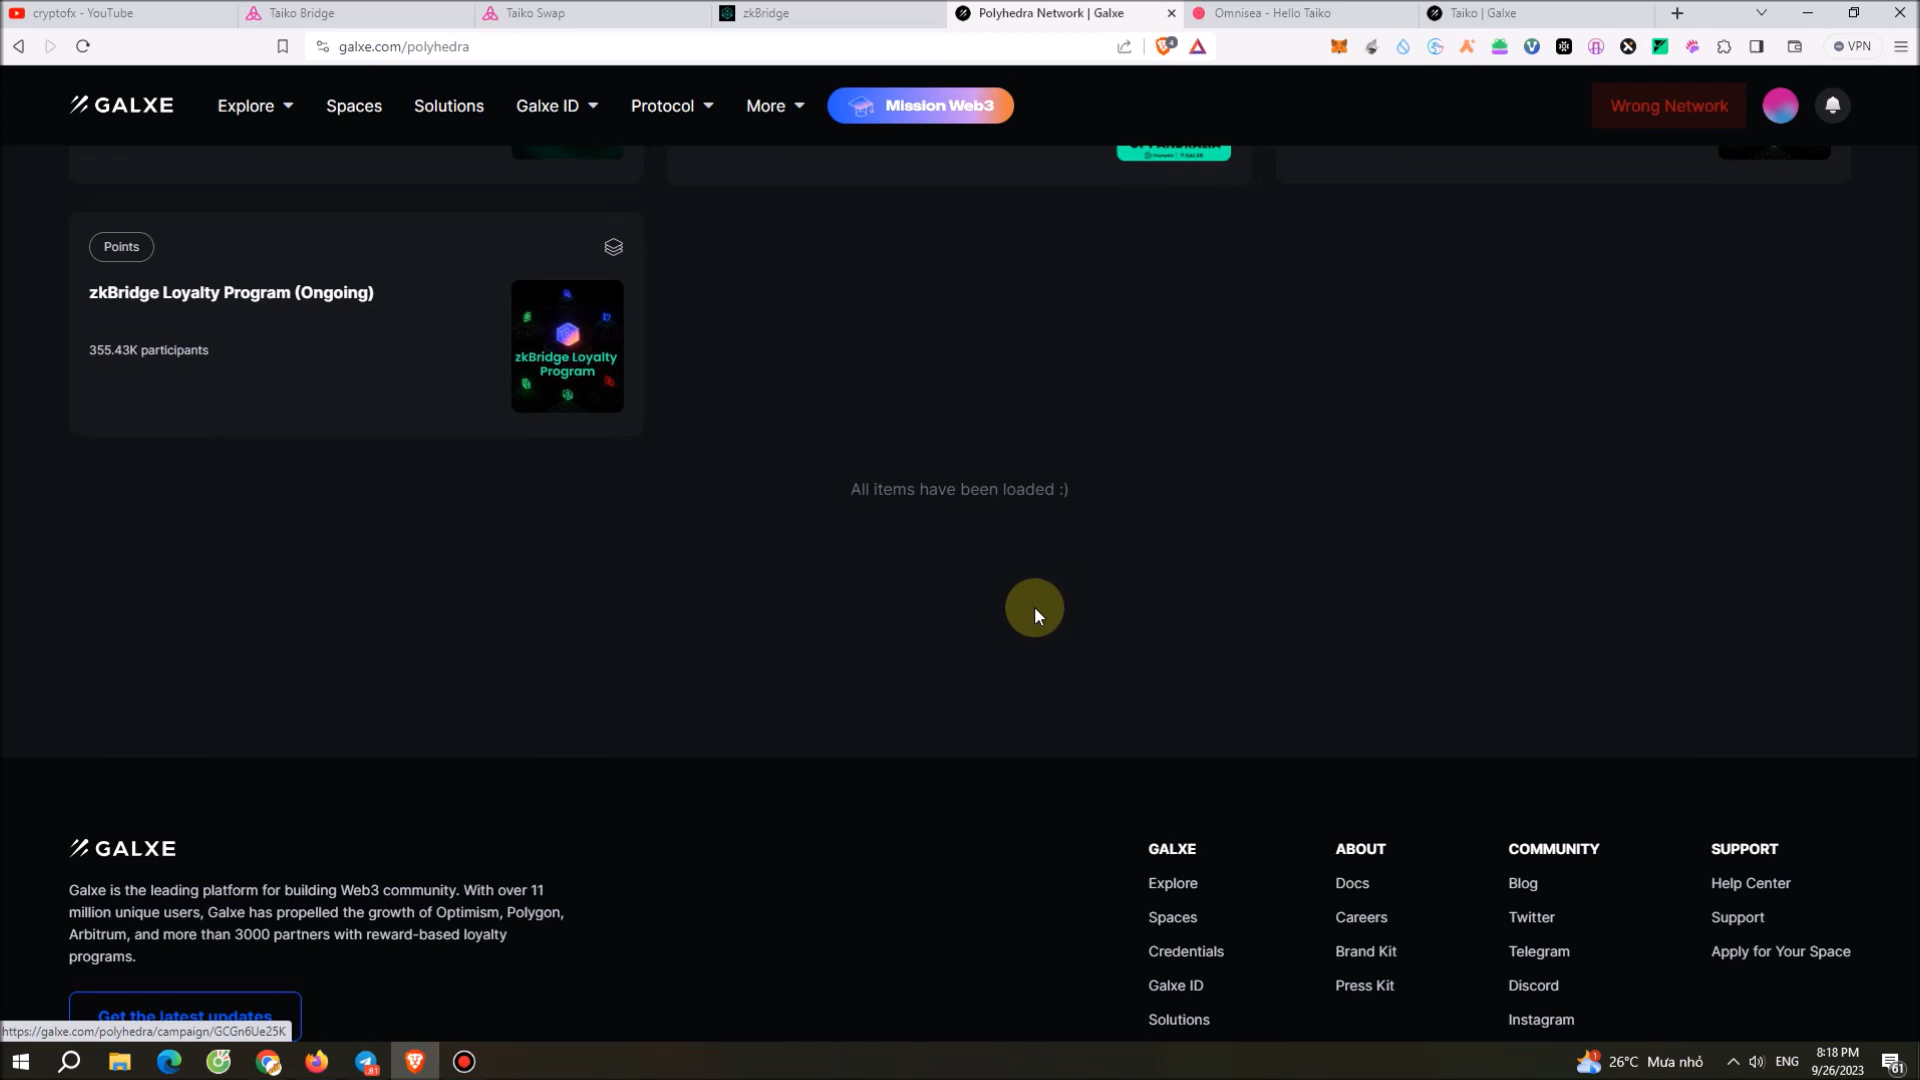 cryptofx - YouTube
Taiko Bridge
Taiko Swap
zkBridge
Polyhedra Network | Galxe
Omnisea - Hello Taiko
Taiko | Galxe
galxe.com/polyhedra
4
VPN
GALXE
Explore
Spaces
Solutions
Galxe ID
Protocol
More
Mission Web3
Wrong Network
Points
zkBridge Loyalty Program (Ongoing)
355.43K participants
zkBridge Loyalty
Program
All items have been loaded :)
GALXE
Galxe is the leading platform for building Web3 community. With over 11
million unique users, Galxe has propelled the growth of Optimism, Polygon,
Arbitrum, and more than 3000 partners with reward-based loyalty
programs.
Get the latest updates
GALXE
Explore
Spaces
Credentials
Galxe ID
Solutions
ABOUT
Docs
Careers
Brand Kit
Press Kit
COMMUNITY
Blog
Twitter
Telegram
Discord
Instagram
SUPPORT
Help Center
Support
Apply for Your Space
https://galxe.com/polyhedra/campaign/GCGn6Ue25K
81
26°C Mưa nhỏ
ENG
8:18 PM
9/26/2023
61